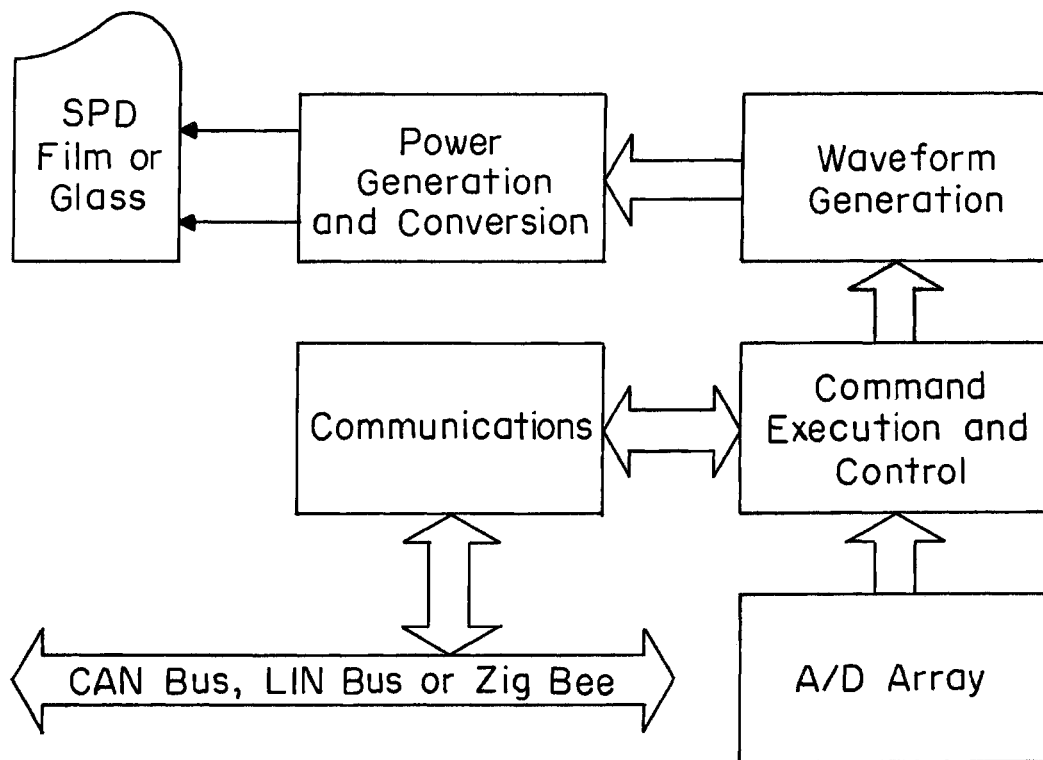 SPD
Film or
Glass
Power
Generation
and Conversion
Waveform
Generation
Communications
Command
Execution and
Control
CAN Bus, LIN Bus or Zig Bee
A/D Array